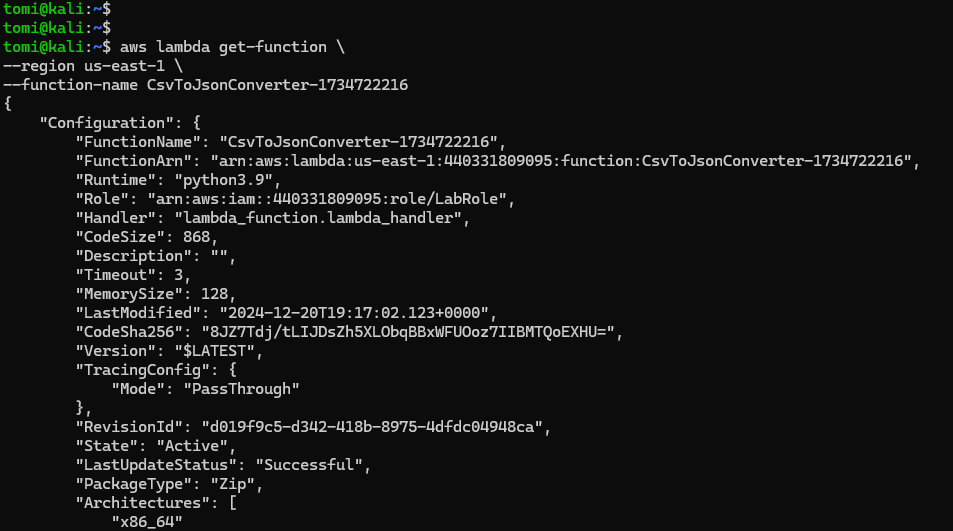 tomi@kali:~$
tomi@kali:~$
tomi@kali:~$ aws lambda get-function \
--region us-east-1 \
--function-name CsvToJsonConverter-1734722216
{
    "Configuration": {
        "FunctionName": "CsvToJsonConverter-1734722216",
        "FunctionArn": "arn:aws:lambda:us-east-1:440331809095:function:CsvToJsonConverter-1734722216",
        "Runtime": "python3.9",
        "Role": "arn:aws:iam::440331809095:role/LabRole",
        "Handler": "lambda_function.lambda_handler",
        "CodeSize": 868,
        "Description": "",
        "Timeout": 3,
        "MemorySize": 128,
        "LastModified": "2024-12-20T19:17:02.123+0000",
        "CodeSha256": "8JZ7Tdj/tLIJDsZh5XLObqBBxWFUOoz7IIBMTQoEXHU=",
        "Version": "$LATEST",
        "TracingConfig": {
            "Mode": "PassThrough"
        },
        "RevisionId": "d019f9c5-d342-418b-8975-4dfdc04948ca",
        "State": "Active",
        "LastUpdateStatus": "Successful",
        "PackageType": "Zip",
        "Architectures": [
            "x86_64"